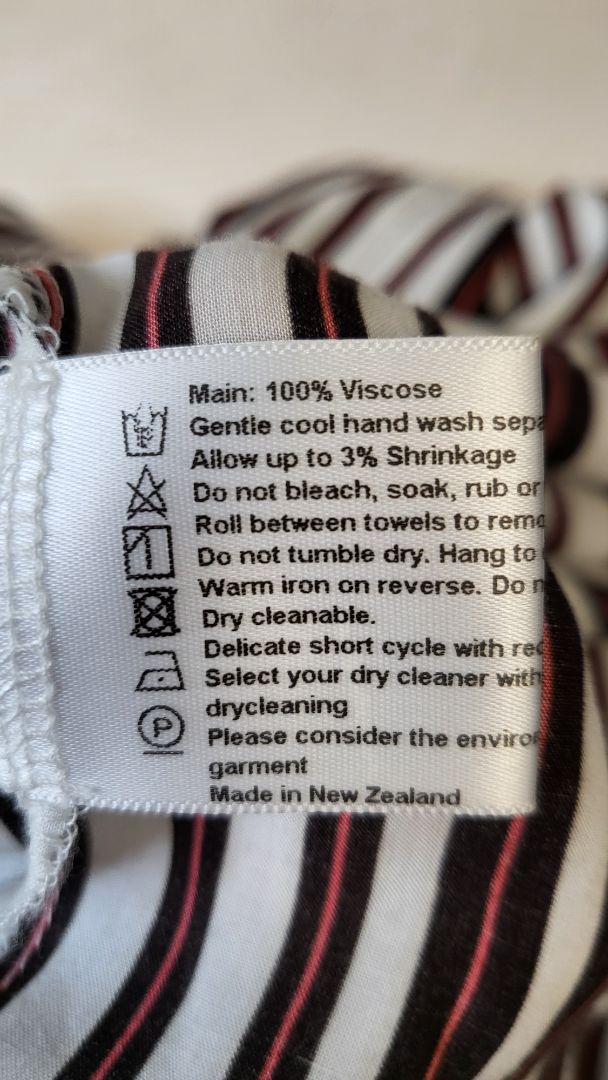 Main: 100% Viscose
Gentle cool hand wash
Allow up to 3% Shrinkage
Do not bleach, soak, rub or
Roll between towels to
Do not tumble dry. Hang to
Warm iron on reverse. Do
Dry cleanable.
Delicate short cycle with
Select your dry cleaner with
drycleaning
Please consider the
garment
Made in New Zealand
P